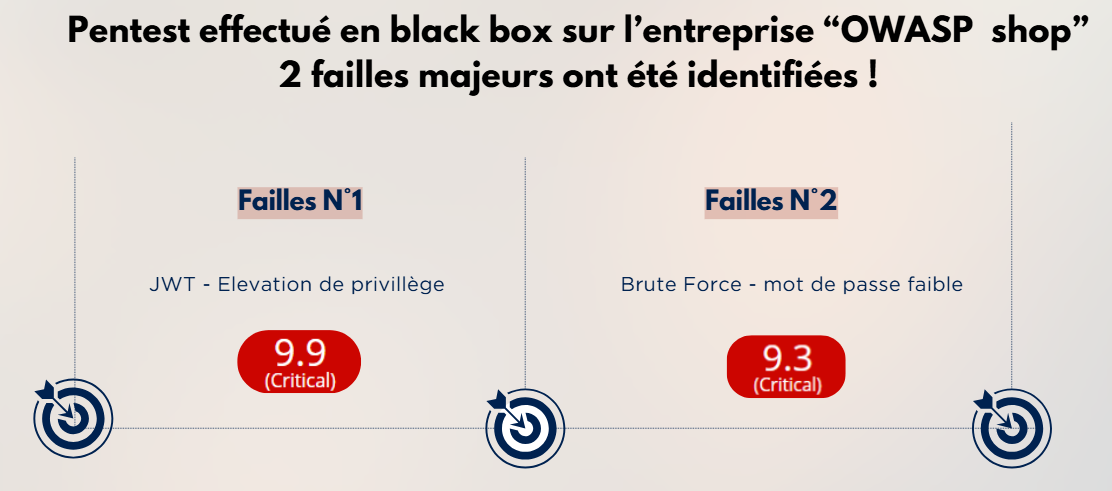 Pentest effectué en black box sur l’entreprise “OWASP  shop”
2 failles majeurs ont été identifiées !
Failles N°1
Failles N°2
JWT - Elevation de privillège
Brute Force - mot de passe faible
9.9
(Critical)
9.3
(Critical)